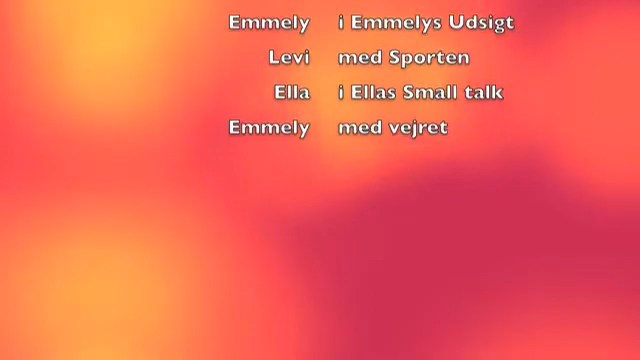 Emmely i Emmelys Udsigt
Levi med Sporten
Ella i Ellas Small talk
Emmely med vejret